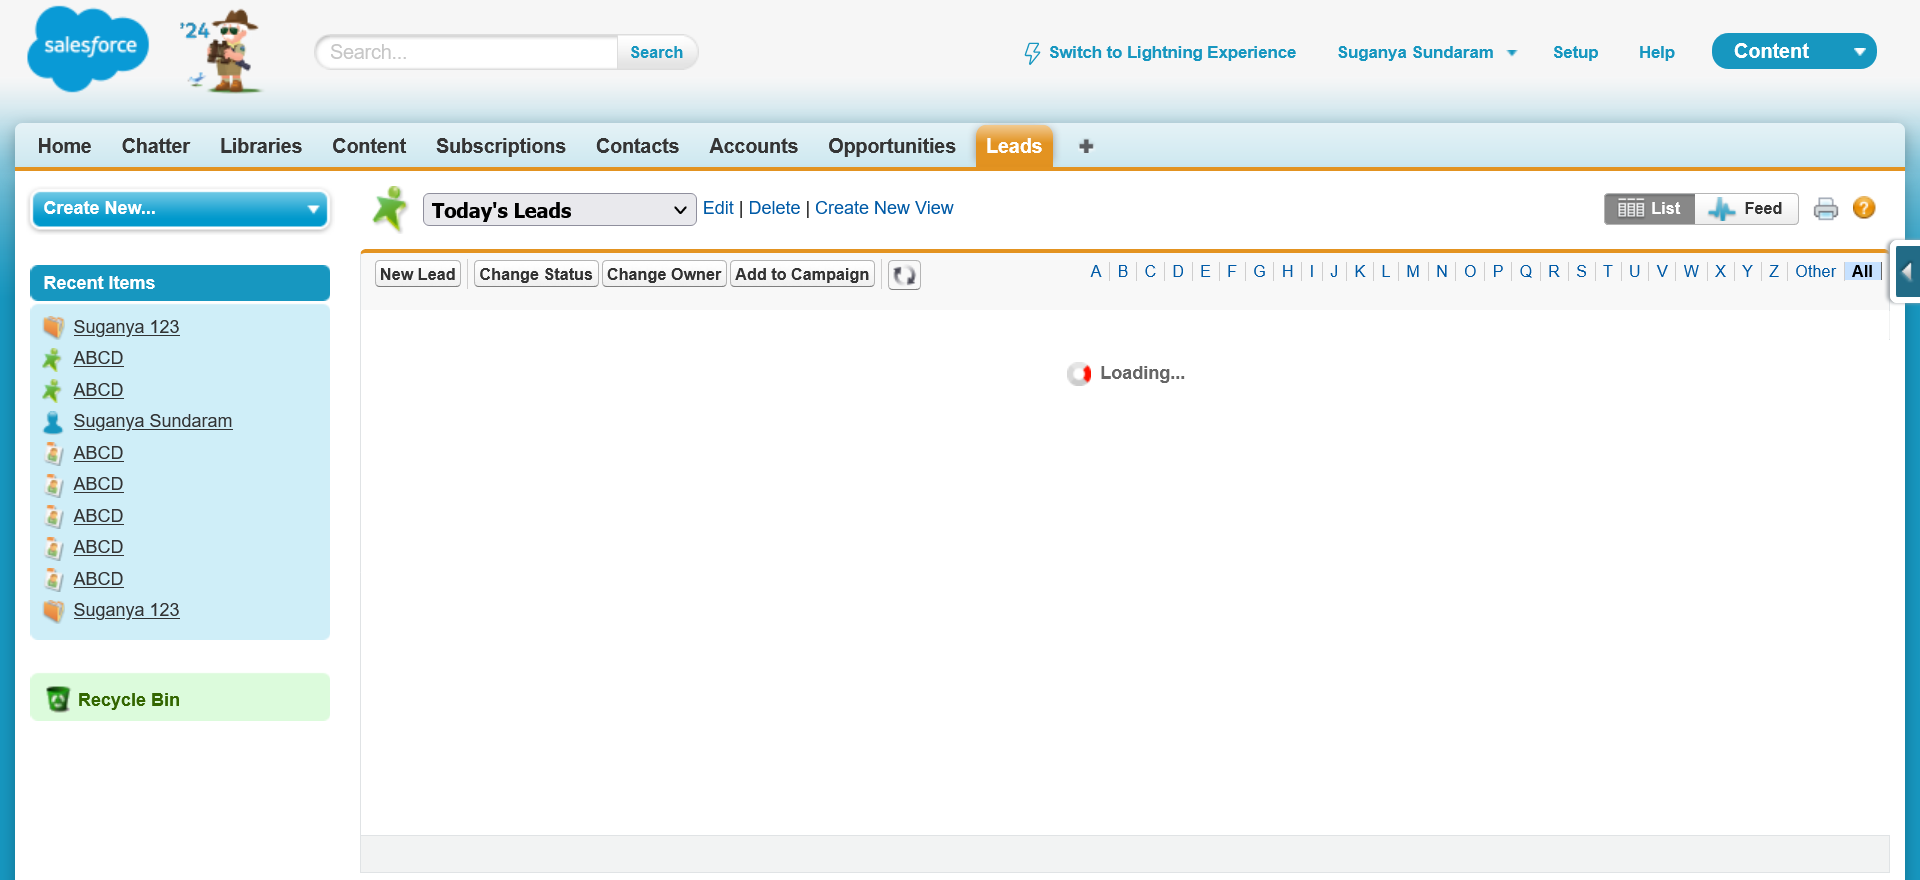 salesforce
'24
Search...
Search
Switch to Lightning Experience
Suganya Sundaram
Setup
Help
Content
Home
Chatter
Libraries
Content
Subscriptions
Contacts
Accounts
Opportunities
Leads
+
Create New...
Today's Leads
Edit | Delete | Create New View
List
Feed
?
Recent Items
Suganya 123
ABCD
ABCD
Suganya Sundaram
ABCD
ABCD
ABCD
ABCD
ABCD
Suganya 123
Recycle Bin
New Lead
Change Status
Change Owner
Add to Campaign
A B C D E F G H I J K L M N O P Q R S T U V W X Y Z Other All
Loading...